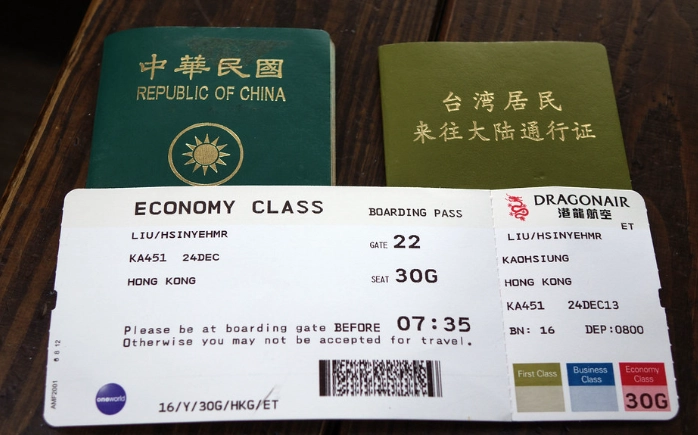 中華民國
REPUBLIC OF CHINA
台湾居民
来往大陆通行证
ECONOMY CLASS
BOARDING PASS
LIU/HSINYEHMR
KA451 24DEC
HONG KONG
GATE 22
SEAT 30G
Please be at boarding gate BEFORE 07:35
Otherwise you may not be accepted for travel.
16/Y/30G/HKG/ET
oneworld
DRAGONAIR
港龍航空
ET
LIU/HSINYEHMR
KAOHSIUNG
HONG KONG
KA451 24DEC13
BN: 16 DEP:0800
First Class
Business Class
Economy Class
30G